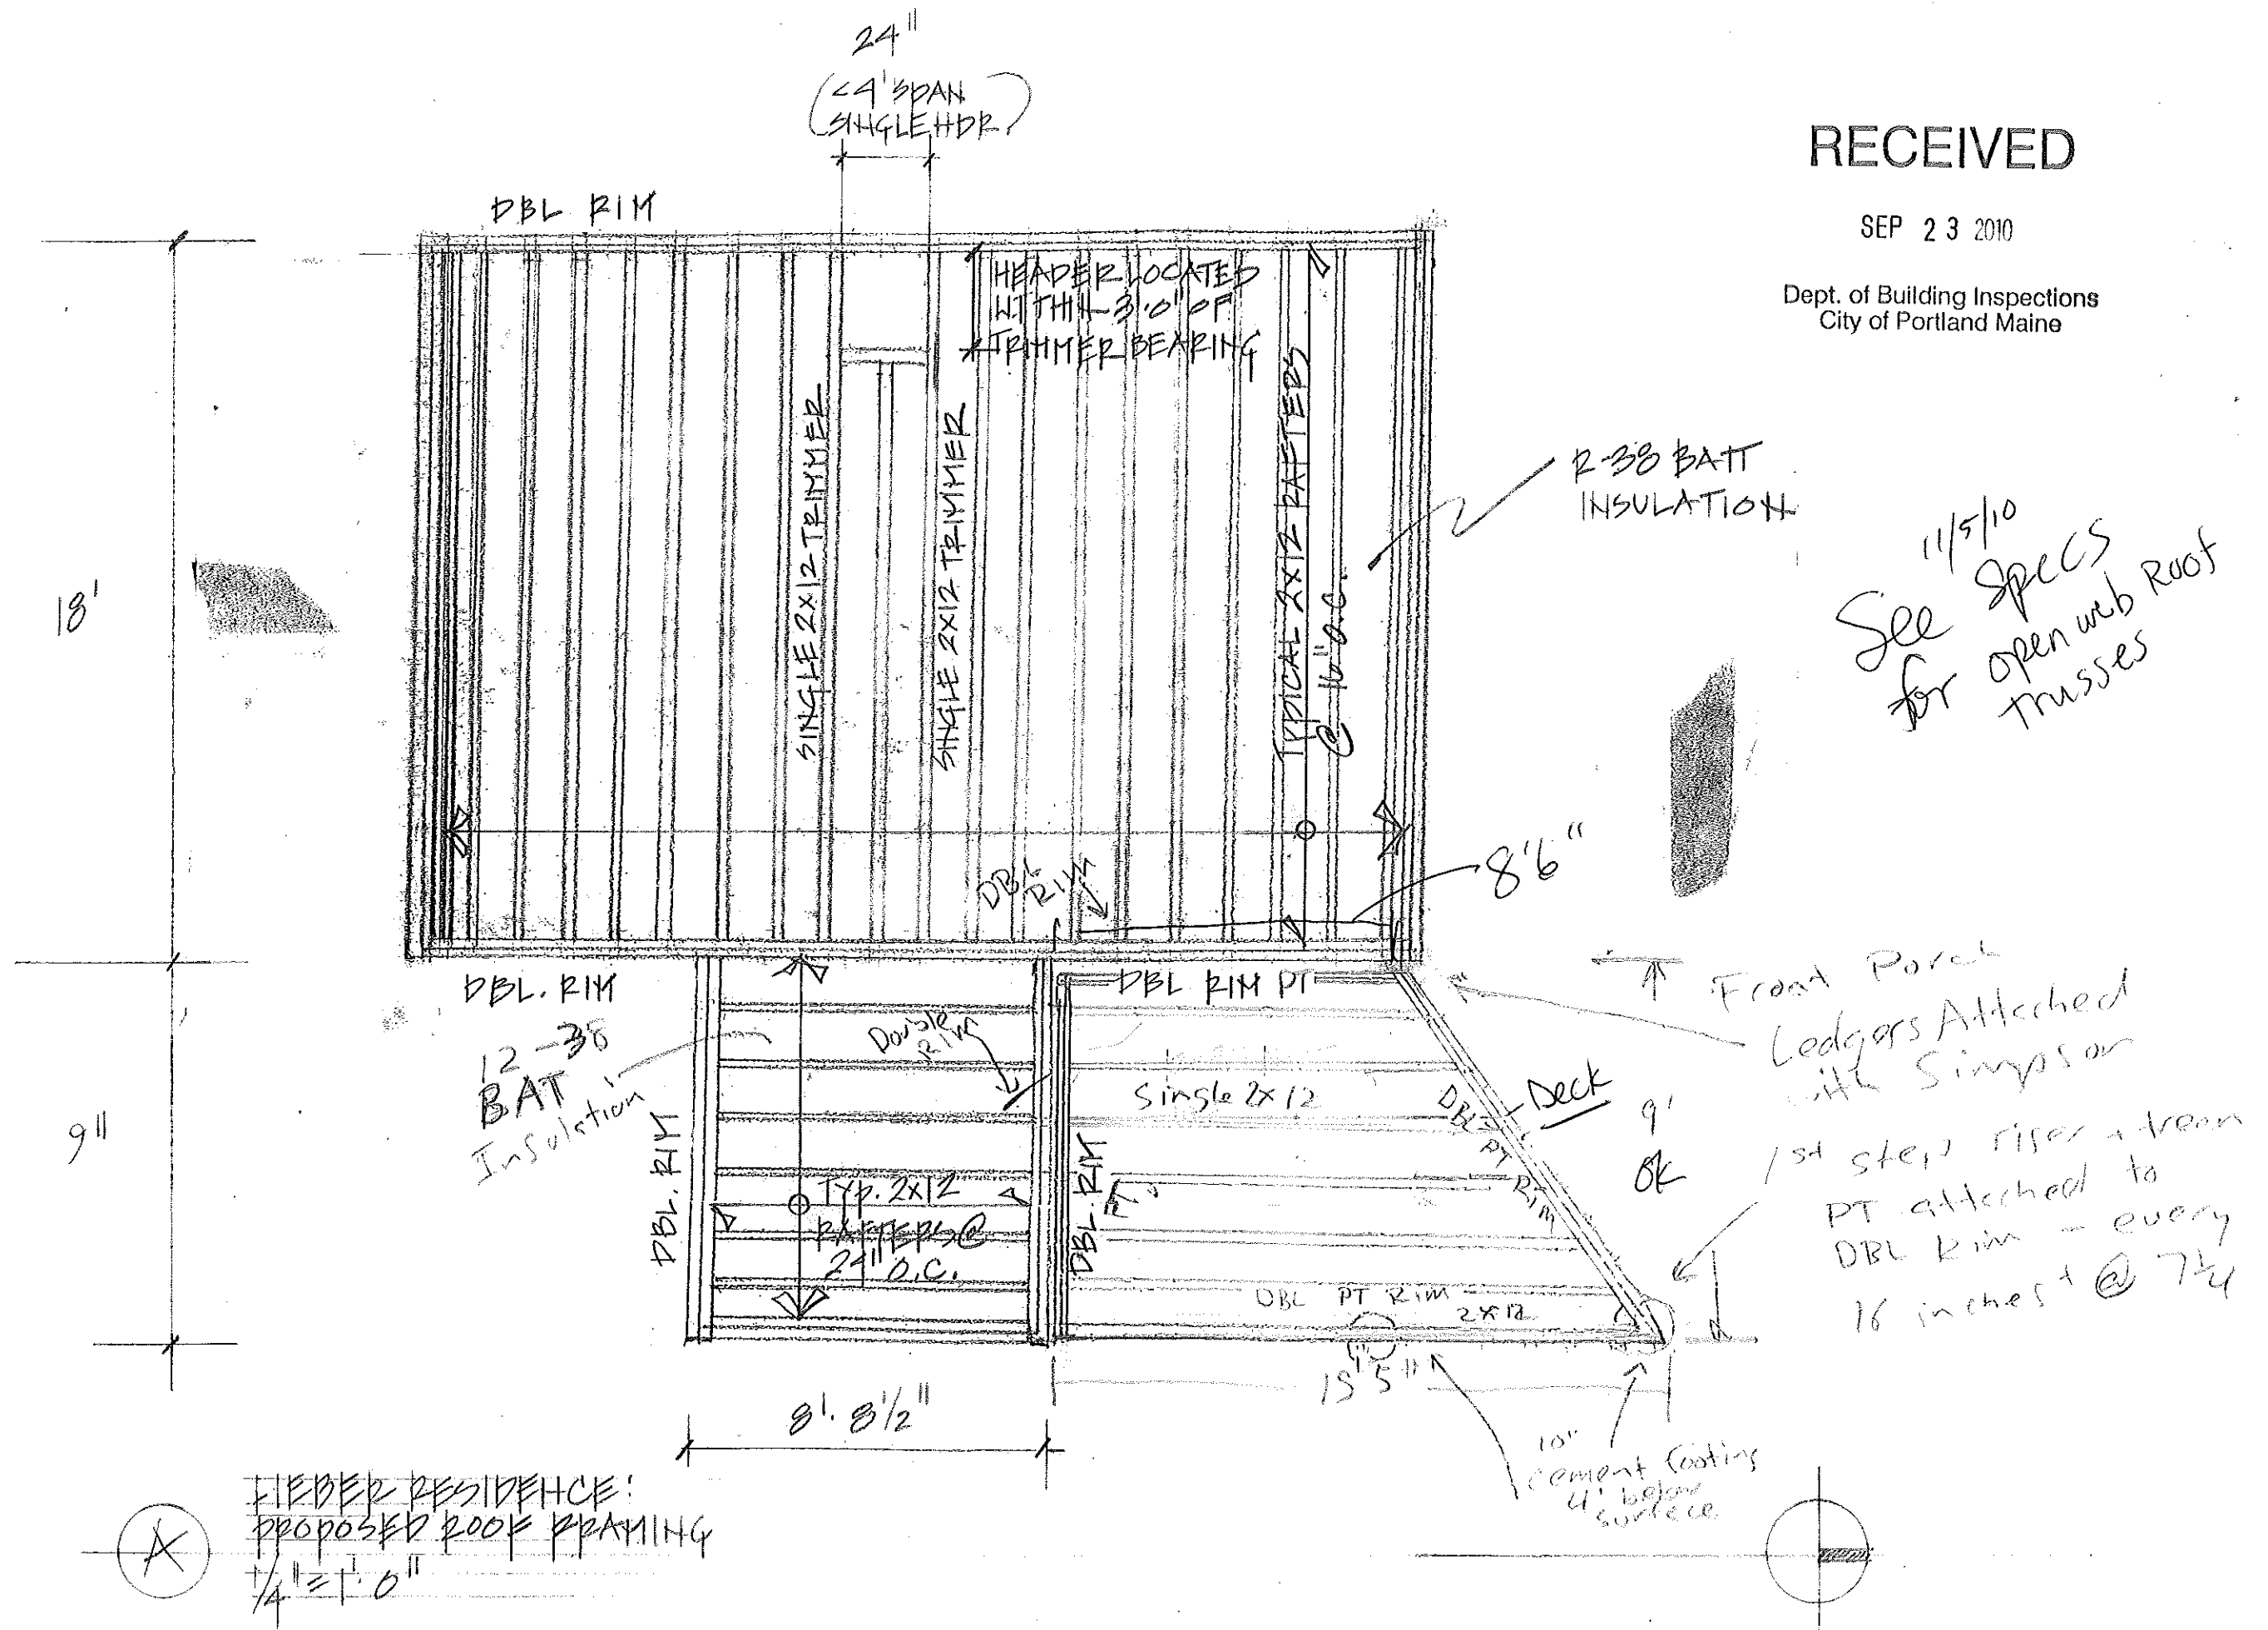 24"
(<4' SPAN
SINGLE HDR)
RECEIVED
SEP 23 2010
Dept. of Building Inspections
City of Portland Maine
DBL RIM
HEADER LOCATED
WITHIN 3'0" OF
TRIMMER BEARING
SINGLE 2X12 TRIMMER
SINGLE 2X12 TRIMMER
TYPICAL 2X12 RAFTERS
@ 16" O.C.
R-38 BATT
INSULATION
11/5/10
See Specs
for open web Roof
trusses
18'
DBL
RIM
8'6"
DBL. RIM
DBL RIM PT
Front Porch
Ledgers Attached
with Simpson
12-38
BAT
Insulation
Double
Rim
Single 2x12
Deck
DBL PT RIM
9'
OK
9"
DBL. RIM
Typ. 2x12
RAFTERS @
24" O.C.
DBL. RIM
1st step riser
PT attached to
DBL Rim - every
16 inches @ 7 1/4
DBL PT Rim
2x12
15'5"
8'. 8 1/2"
10"
cement footing
4' below
surface
LIEBER RESIDENCE:
PROPOSED ROOF FRAMING
1/4" = 1'. 0"
A